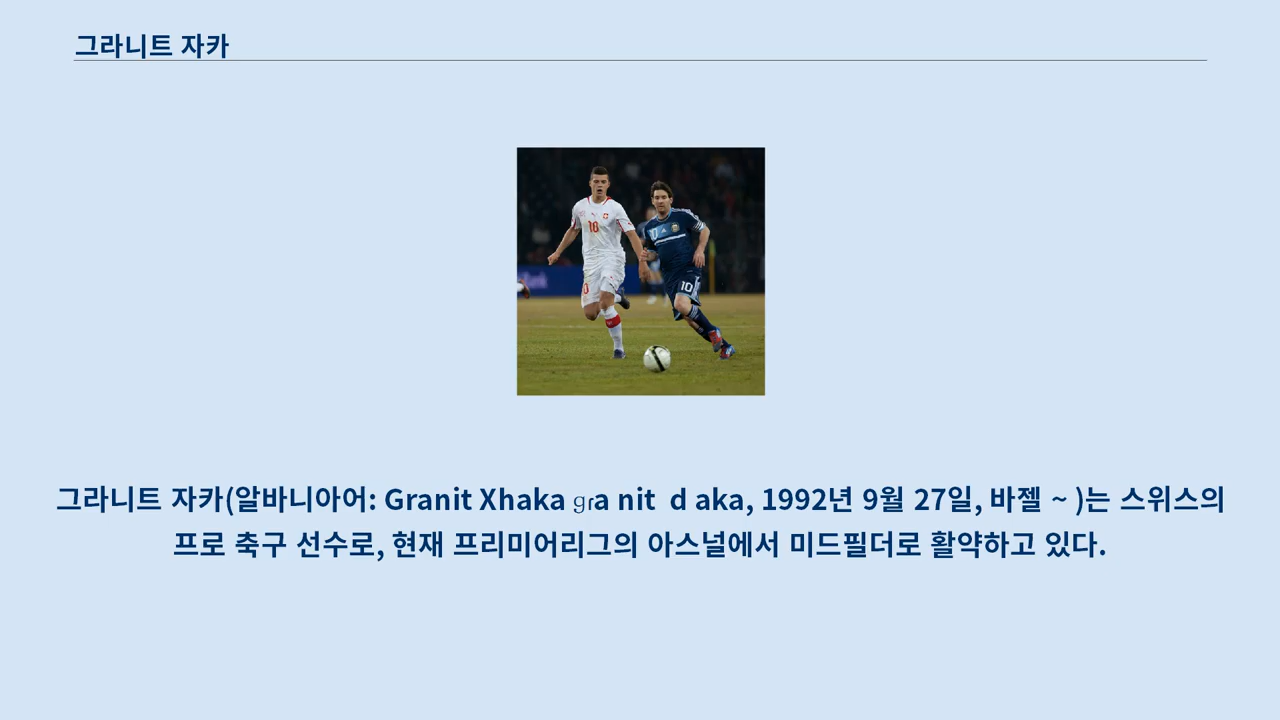 그라니트 자카
10
10
그라니트 자카(알바니아어: Granit Xhaka ɡɾa nit  d aka, 1992년 9월 27일, 바젤 ~ )는 스위스의
프로 축구 선수로, 현재 프리미어리그의 아스널에서 미드필더로 활약하고 있다.